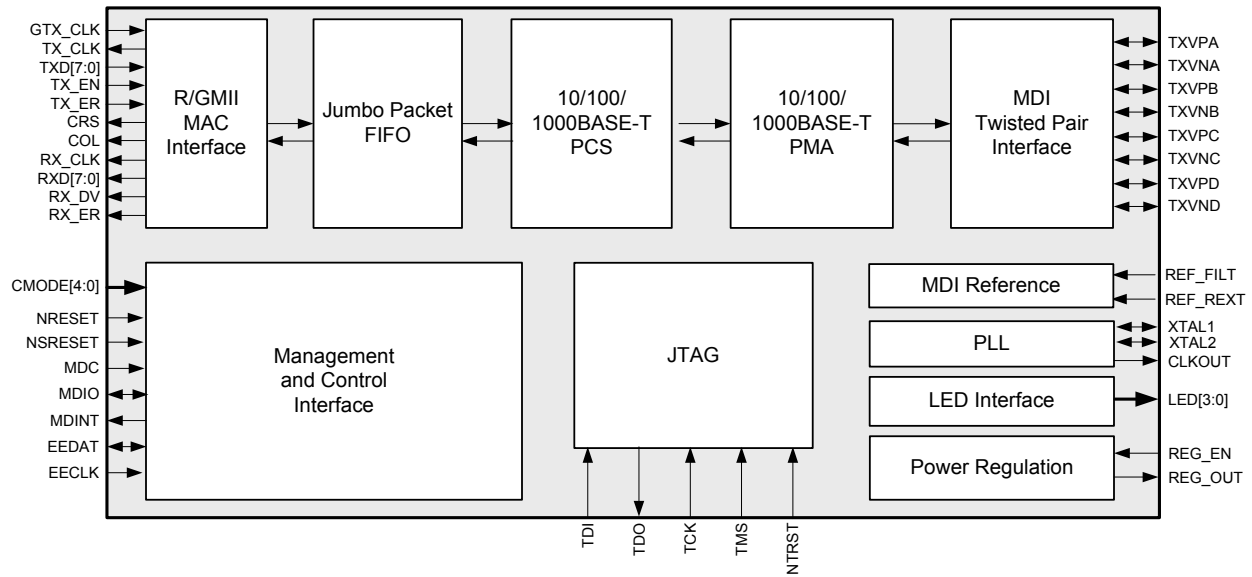 GTX_CLK
TX_CLK
TXD[7:0]
TX_EN
TX_ER
CRS
COL
RX_CLK
RXD[7:0]
RX_DV
RX_ER
R/GMII
MAC
Interface
Jumbo Packet
FIFO
10/100/
1000BASE-T
PCS
10/100/
1000BASE-T
PMA
MDI
Twisted Pair
Interface
TXVPA
TXVNA
TXVPB
TXVNB
TXVPC
TXVNC
TXVPD
TXVND
CMODE[4:0]
NRESET
NSRESET
MDC
MDIO
MDINT
EEDAT
EECLK
Management
and Control
Interface
JTAG
TDI
TDO
TCK
TMS
NTRST
MDI Reference
PLL
LED Interface
Power Regulation
REF_FILT
REF_REXT
XTAL1
XTAL2
CLKOUT
LED[3:0]
REG_EN
REG_OUT